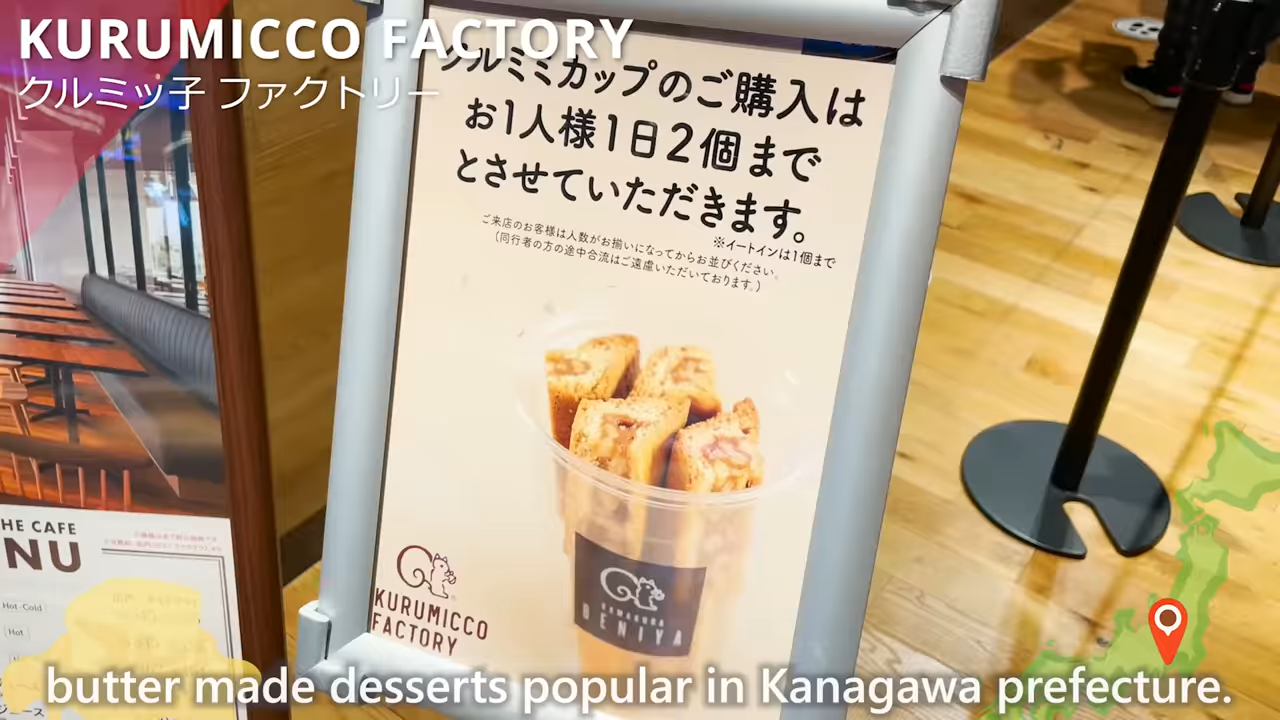 KURUMICCO FACTORY
クルミッ子 ファクトリー
クルミミカップのご購入は
お1人様1日2個まで
とさせていただきます。
※イートインは1個まで
ご来店のお客様は人数がお揃いになってからお並びください。
(同行者の方の途中合流はご遠慮いただいております。)
KAMAKURA
BENIYA
KURUMICCO
FACTORY
HE CAFE
NU
Hot·Cold
Hot
butter made desserts popular in Kanagawa prefecture.